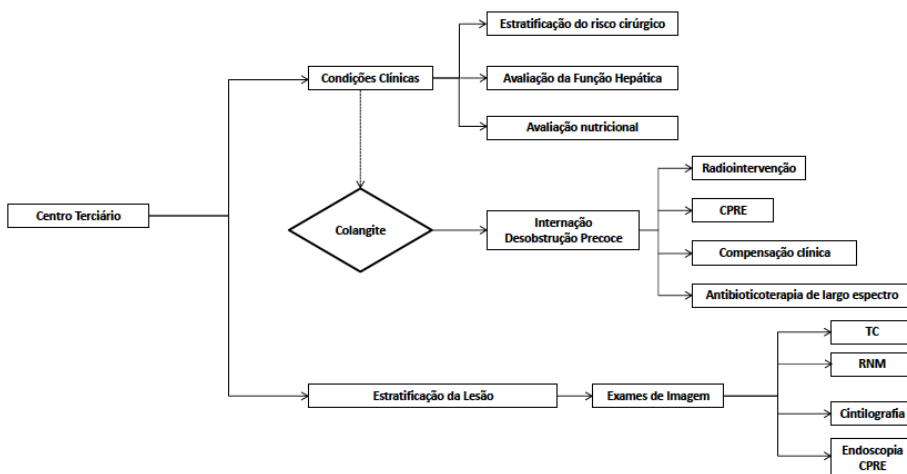 Estratificação do risco cirúrgico
Condições Clínicas
Avaliação da Função Hepática
Avaliação nutricional
Radiointervenção
Centro Terciário
Colangite
Internação
Desobstrução Precoce
CPRE
Compensação clínica
Antibioticoterapia de largo espectro
TC
RNM
Estratificação da Lesão
Exames de Imagem
Cintilografia
Endoscopia
CPRE